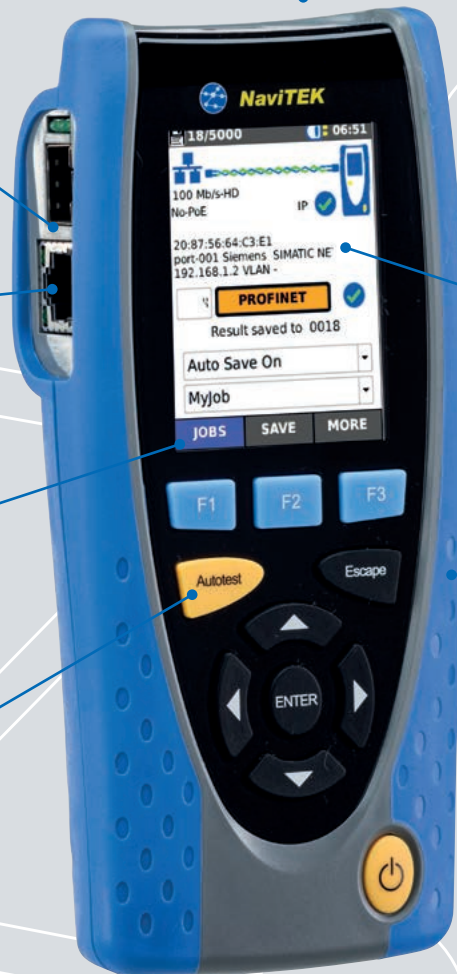 NaviTEK
18/5000 06:51
100 Mb/s-HD
No-PoE IP
20:87:56:64:C3:E1
port-001 Siemens SIMATIC NE
192.168.1.2 VLAN -
PROFINET
Result saved to 0018
Auto Save On
MyJob
JOBS SAVE MORE
F1 F2 F3
Autotest Escape
ENTER